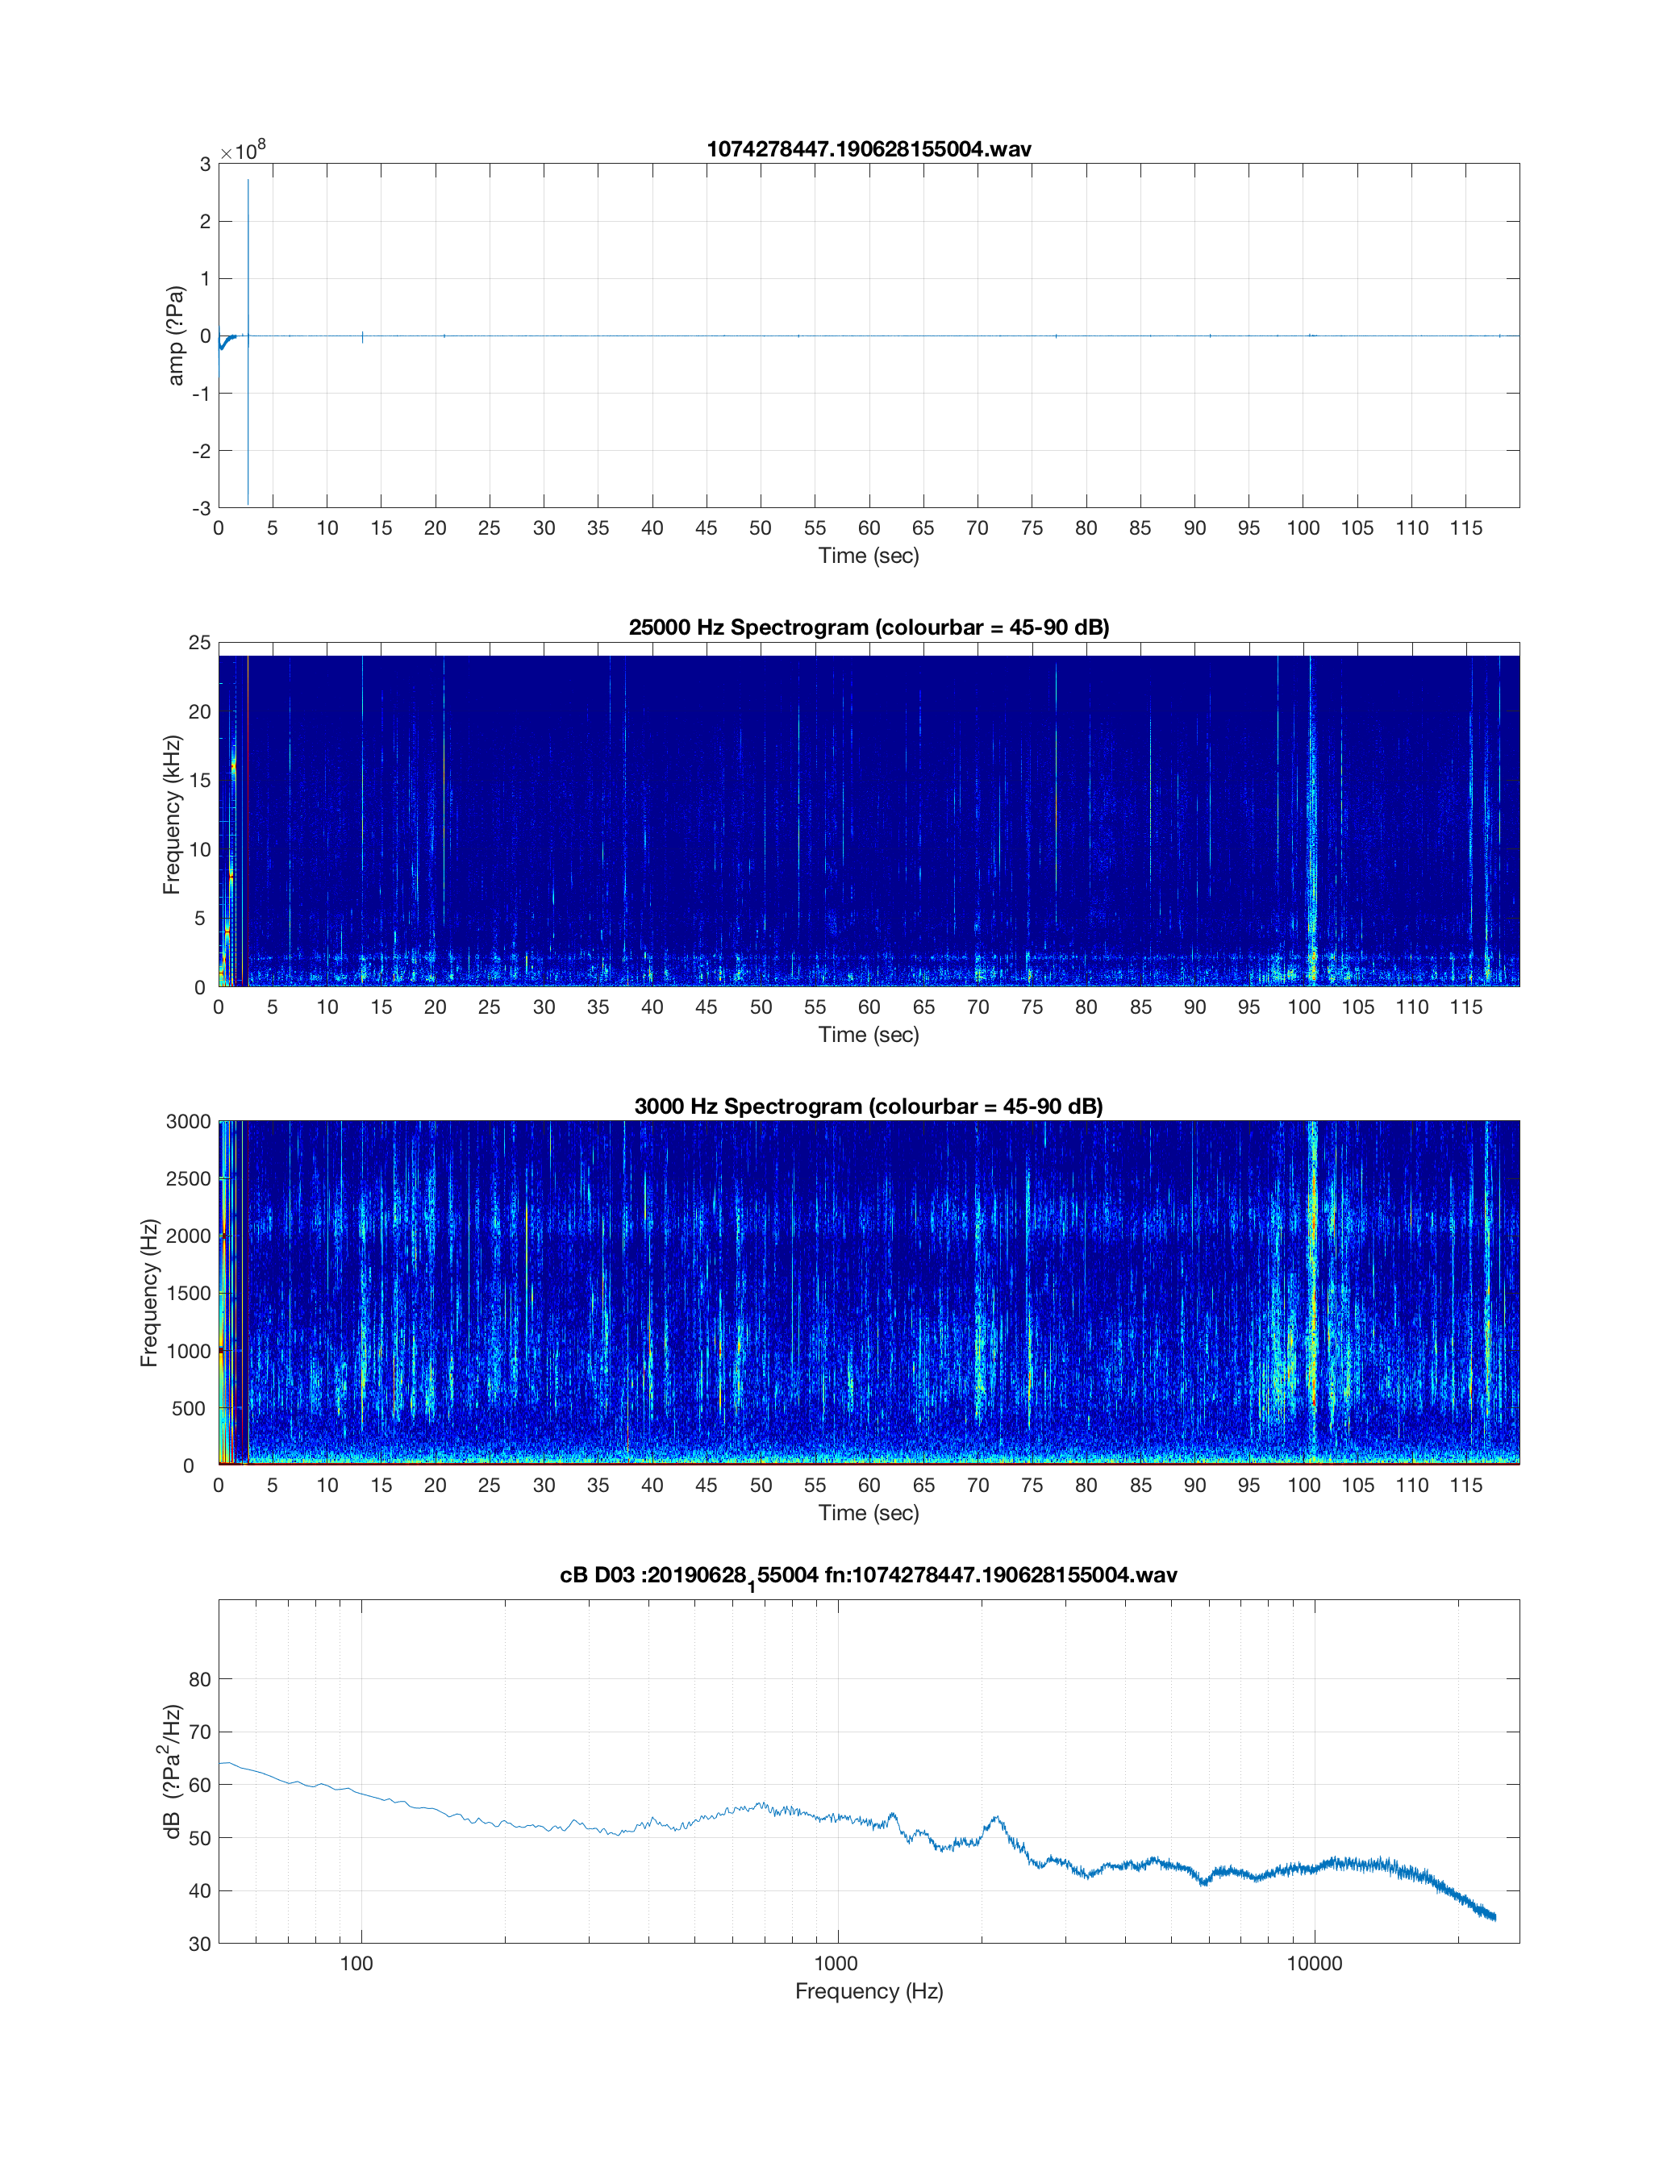 1074278447.190628155004.wav
×10^8
3
2
1
0
-1
-2
-3
amp (?Pa)
0 5 10 15 20 25 30 35 40 45 50 55 60 65 70 75 80 85 90 95 100 105 110 115
Time (sec)
25000 Hz Spectrogram (colourbar = 45-90 dB)
25
20
15
10
5
0
Frequency (kHz)
0 5 10 15 20 25 30 35 40 45 50 55 60 65 70 75 80 85 90 95 100 105 110 115
Time (sec)
3000 Hz Spectrogram (colourbar = 45-90 dB)
3000
2500
2000
1500
1000
500
0
Frequency (Hz)
0 5 10 15 20 25 30 35 40 45 50 55 60 65 70 75 80 85 90 95 100 105 110 115
Time (sec)
cB D03 :20190628_155004 fn:1074278447.190628155004.wav
80
70
60
50
40
30
dB (?Pa²/Hz)
100 1000 10000
Frequency (Hz)